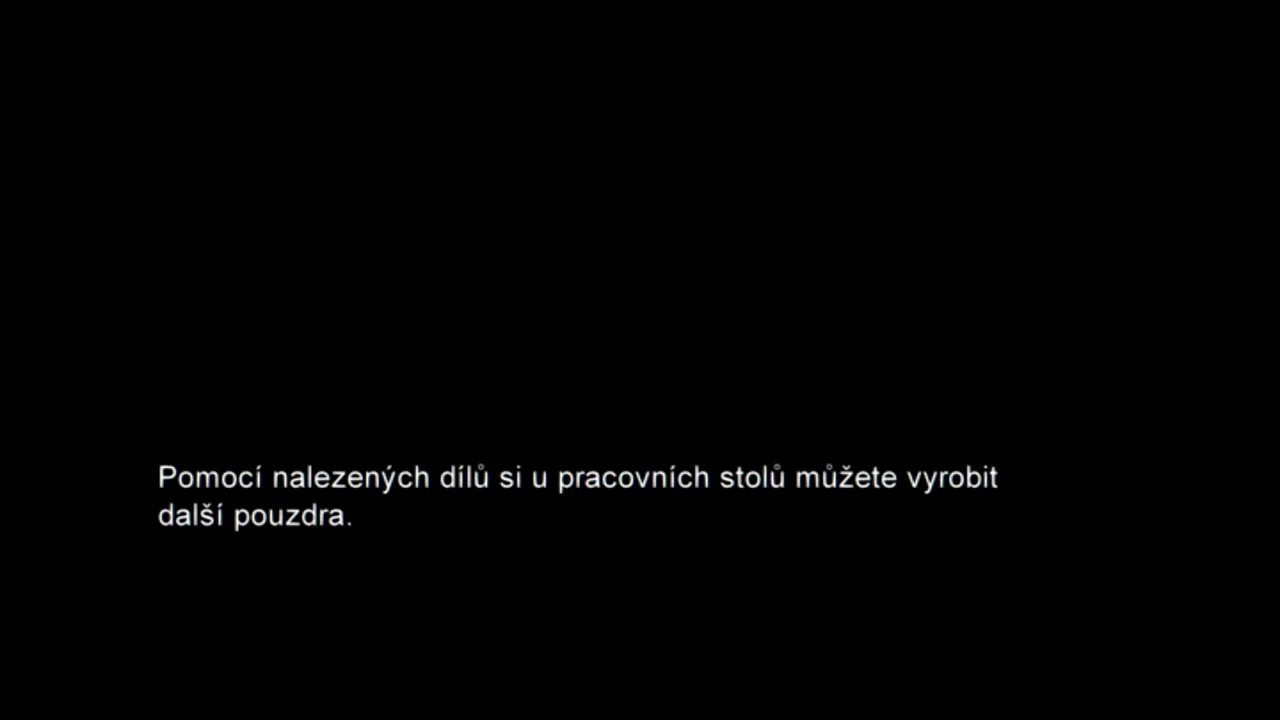 Pomocí nalezených dílů si u pracovních stolů můžete vyrobit
další pouzdra.